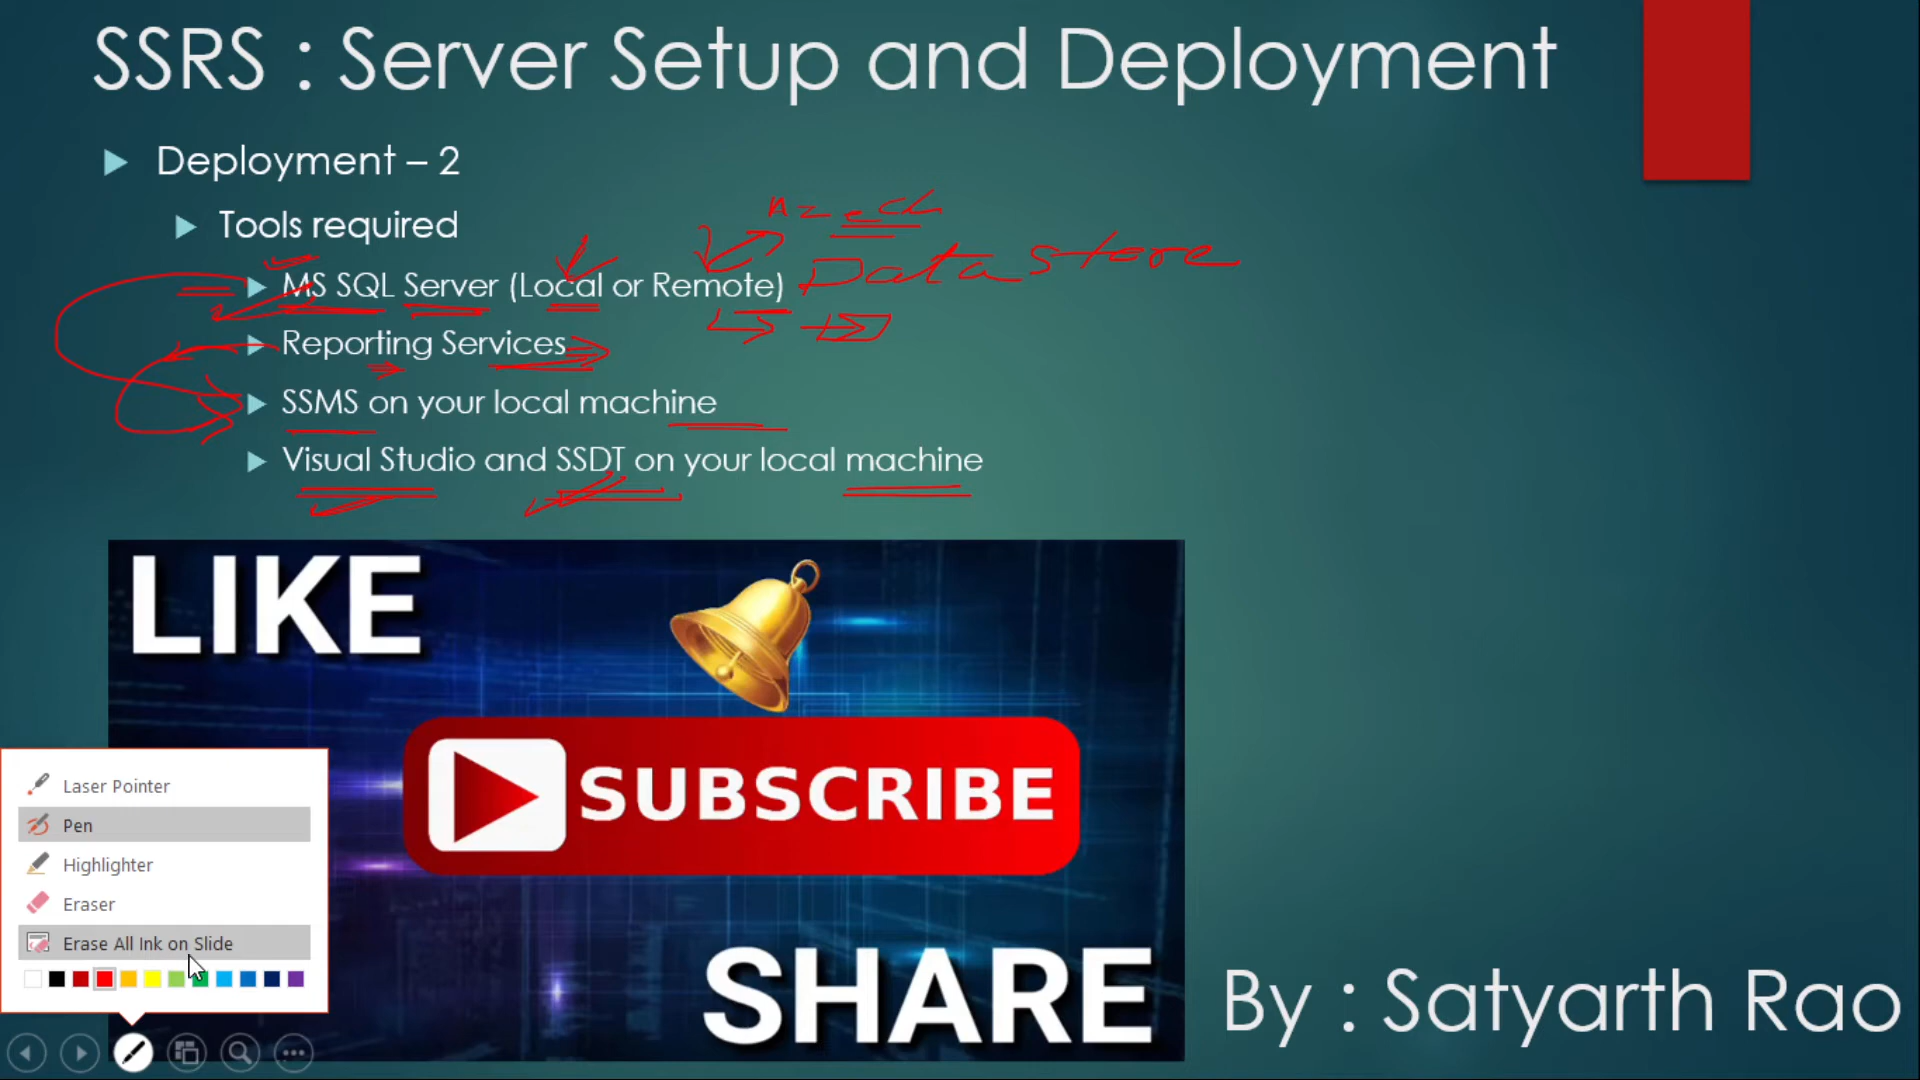 SSRS : Server Setup and Deployment
Deployment – 2
Tools required
MS SQL Server (Local or Remote)
Data store
Reporting Services
SSMS on your local machine
Visual Studio and SSDT on your local machine
LIKE
SUBSCRIBE
SHARE
Laser Pointer
Pen
Highlighter
Eraser
Erase All Ink on Slide
By : Satyarth Rao